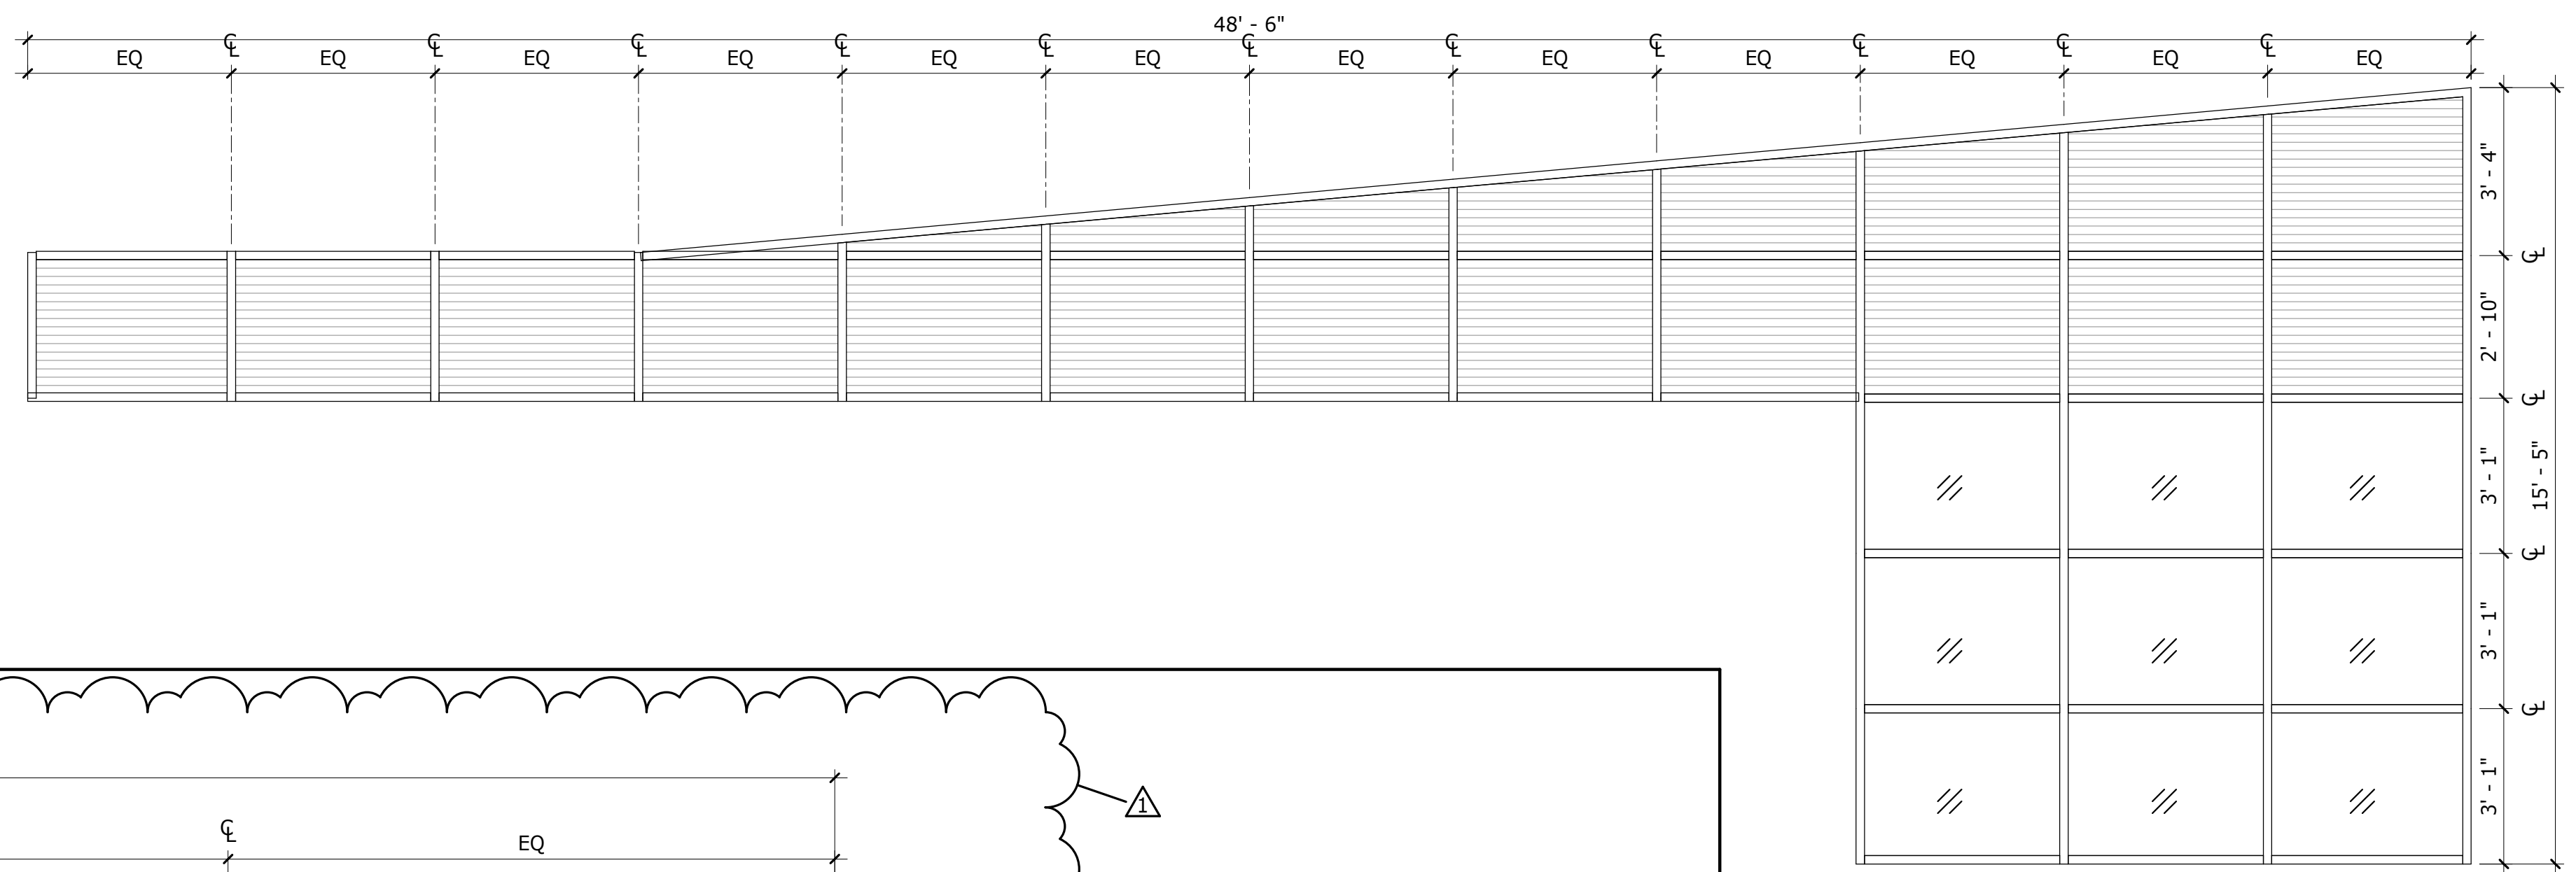 48' - 6"
EQ ℄ EQ ℄ EQ ℄ EQ ℄ EQ ℄ EQ ℄ EQ ℄ EQ ℄ EQ ℄ EQ ℄ EQ ℄ EQ
3' - 4"
℄
2' - 10"
℄
3' - 1"
15' - 5"
℄
3' - 1"
℄
3' - 1"
1
℄
EQ